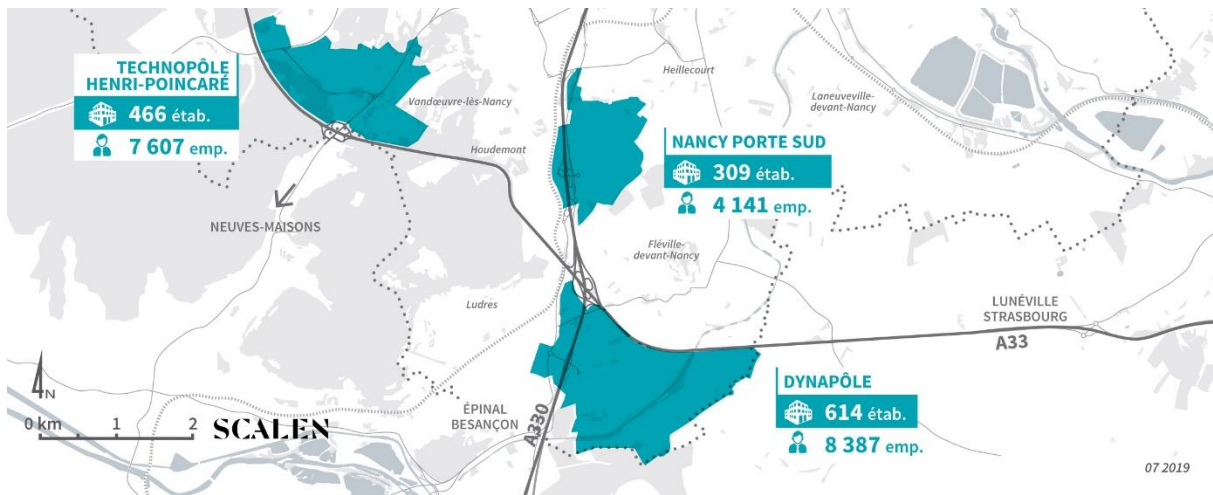 TECHNOPÔLE
HENRI-POINCARÉ
466 étab.
7 607 emp.
Vandœuvre-lès-Nancy
Houdemont
Heillecourt
Laneuveville-
devant-Nancy
NANCY PORTE SUD
309 étab.
4 141 emp.
NEUVES-MAISONS
Fléville-
devant-Nancy
Ludres
LUNÉVILLE
STRASBOURG
A33
DYNAPÔLE
614 étab.
8 387 emp.
ÉPINAL
BESANÇON
A330
N
0 km 1 2
SCALEN
07 2019